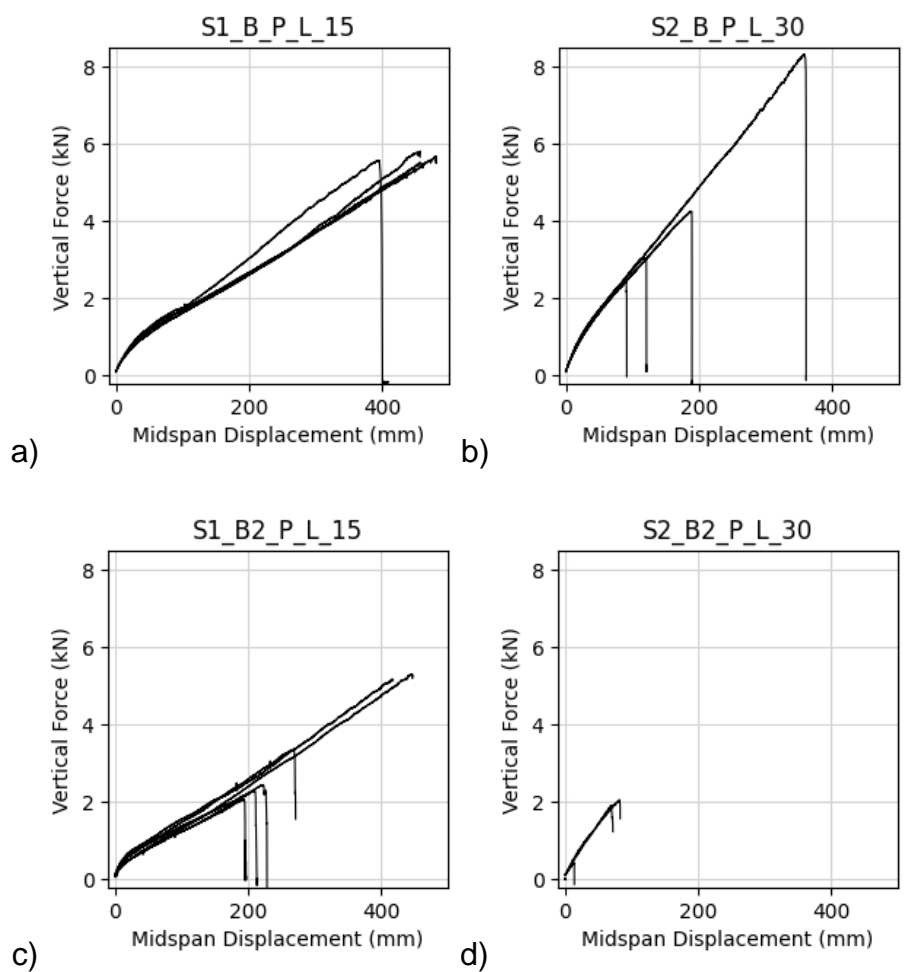 S1_B_P_L_15
8
6
4
2
0
Vertical Force (kN)
0 200 400
Midspan Displacement (mm)
a)
S2_B_P_L_30
8
6
4
2
0
Vertical Force (kN)
0 200 400
Midspan Displacement (mm)
b)
S1_B2_P_L_15
8
6
4
2
0
Vertical Force (kN)
0 200 400
Midspan Displacement (mm)
c)
S2_B2_P_L_30
8
6
4
2
0
Vertical Force (kN)
0 200 400
Midspan Displacement (mm)
d)